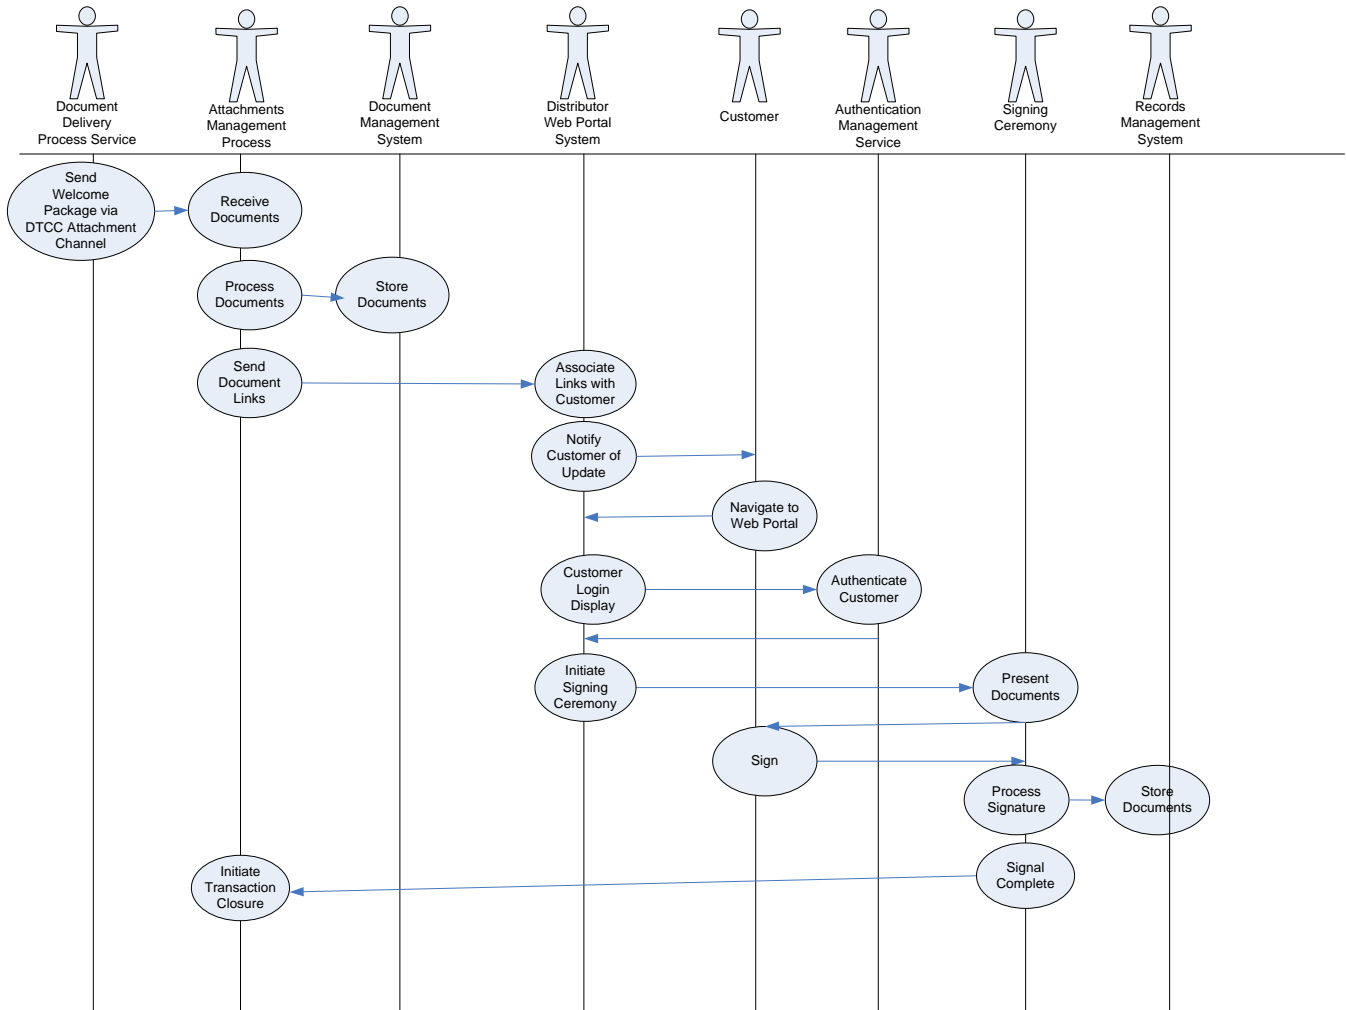 Document
Delivery
Process Service
Attachments
Management
Process
Document
Management
System
Distributor
Web Portal
System
Customer
Authentication
Management
Service
Signing
Ceremony
Records
Management
System
Send
Welcome
Package via
DTCC Attachment
Channel
Receive
Documents
Process
Documents
Store
Documents
Send
Document
Links
Associate
Links with
Customer
Notify
Customer of
Update
Navigate to
Web Portal
Customer
Login
Display
Authenticate
Customer
Initiate
Signing
Ceremony
Present
Documents
Sign
Process
Signature
Store
Documents
Signal
Complete
Initiate
Transaction
Closure